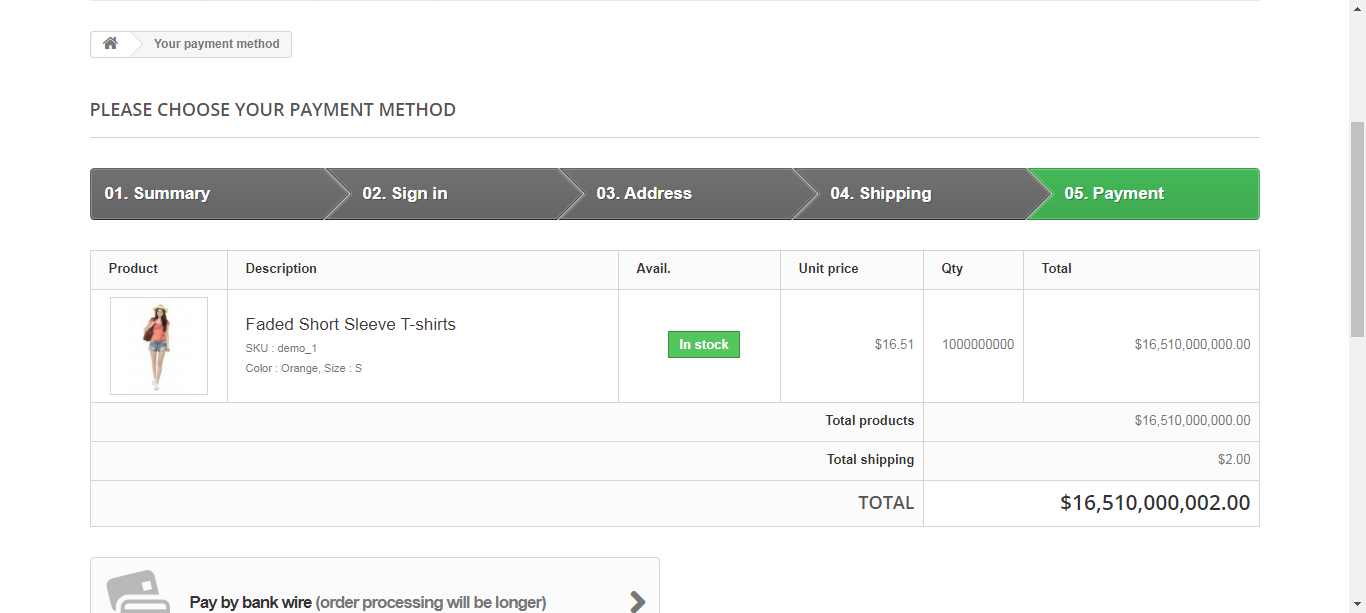 Your payment method
PLEASE CHOOSE YOUR PAYMENT METHOD
01. Summary 02. Sign in 03. Address 04. Shipping 05. Payment
Product Description Avail. Unit price Qty Total
Faded Short Sleeve T-shirts
SKU : demo_1
Color : Orange, Size : S
In stock $16.51 1000000000 $16,510,000,000.00
Total products $16,510,000,000.00
Total shipping $2.00
TOTAL $16,510,000,002.00
Pay by bank wire (order processing will be longer)